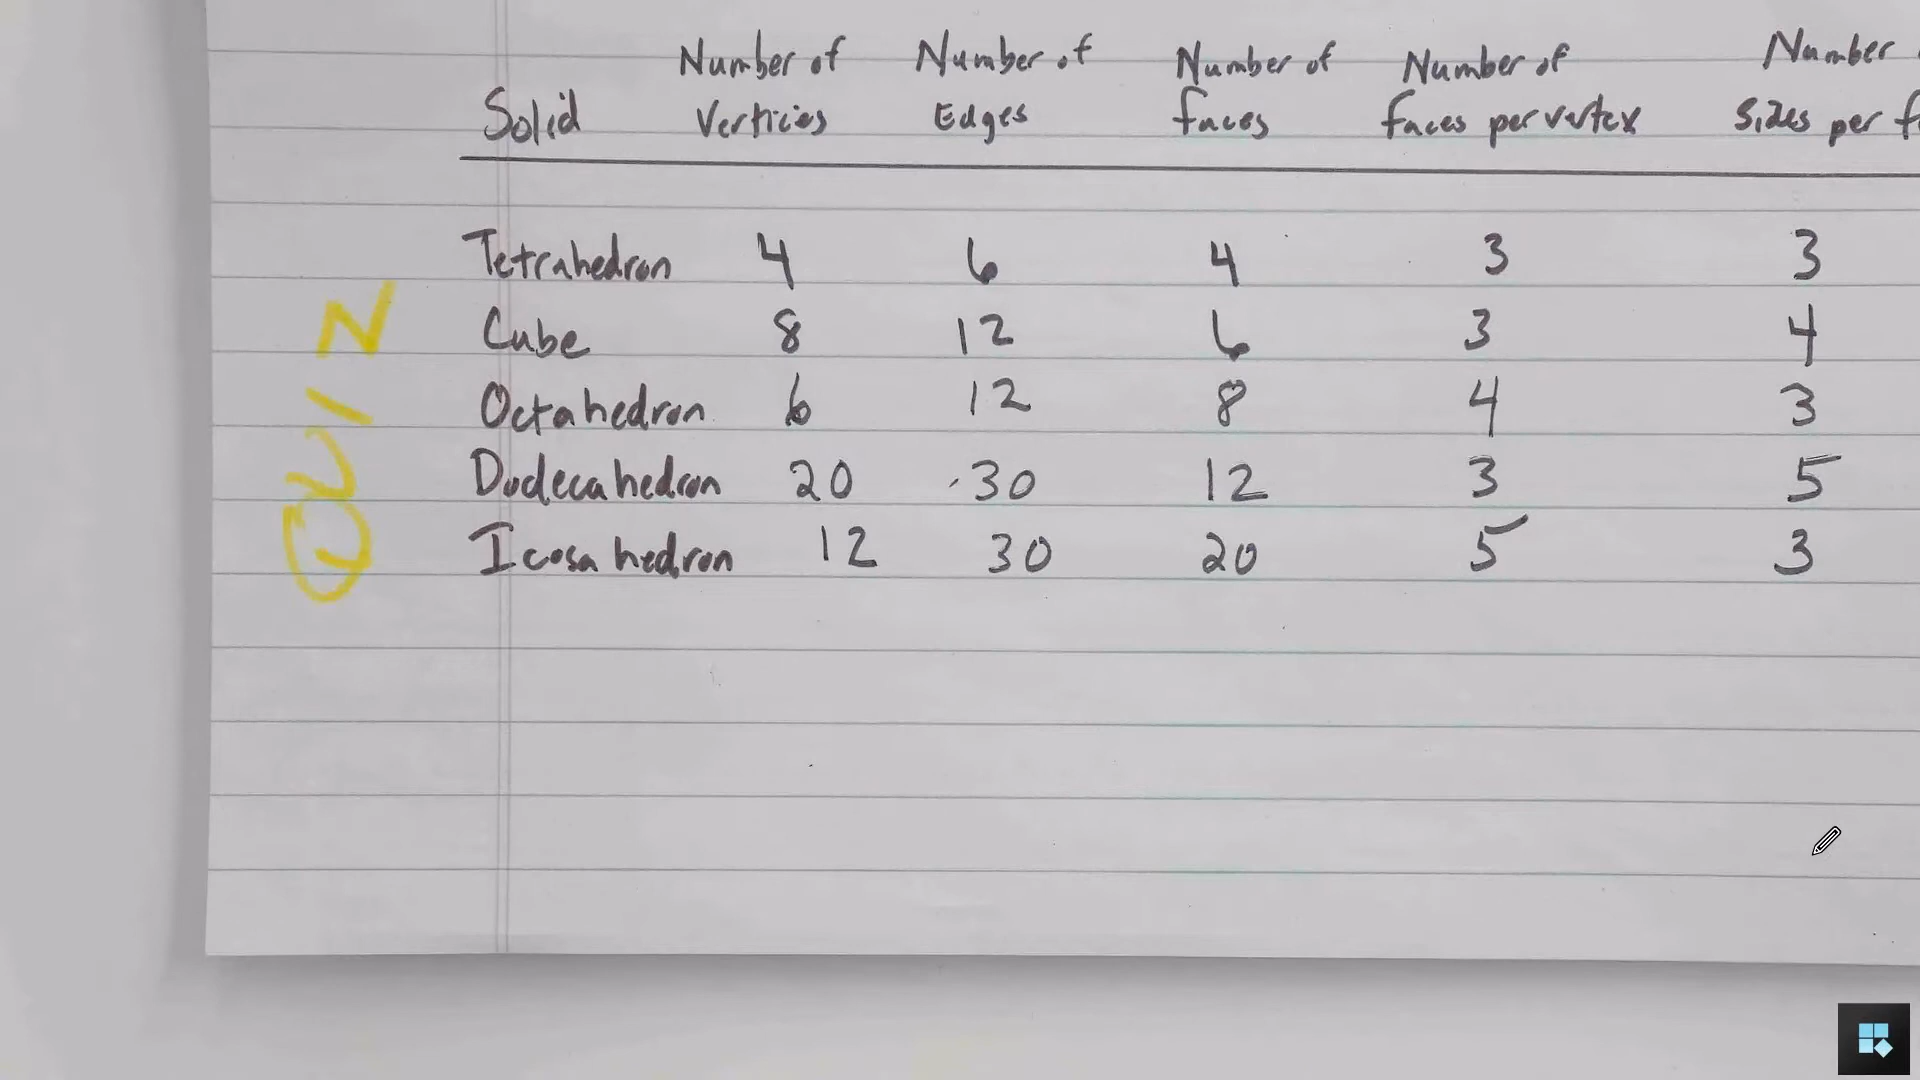 Number of Number of Number of Number of Number
Solid Verticies Edges faces faces per vertex sides per f
Tetrahedron 4 6 4 3 3
Cube 8 12 6 3 4
Octahedron 6 12 8 4 3
Dodecahedron 20 30 12 3 5
Icosahedron 12 30 20 5 3
QUIZ